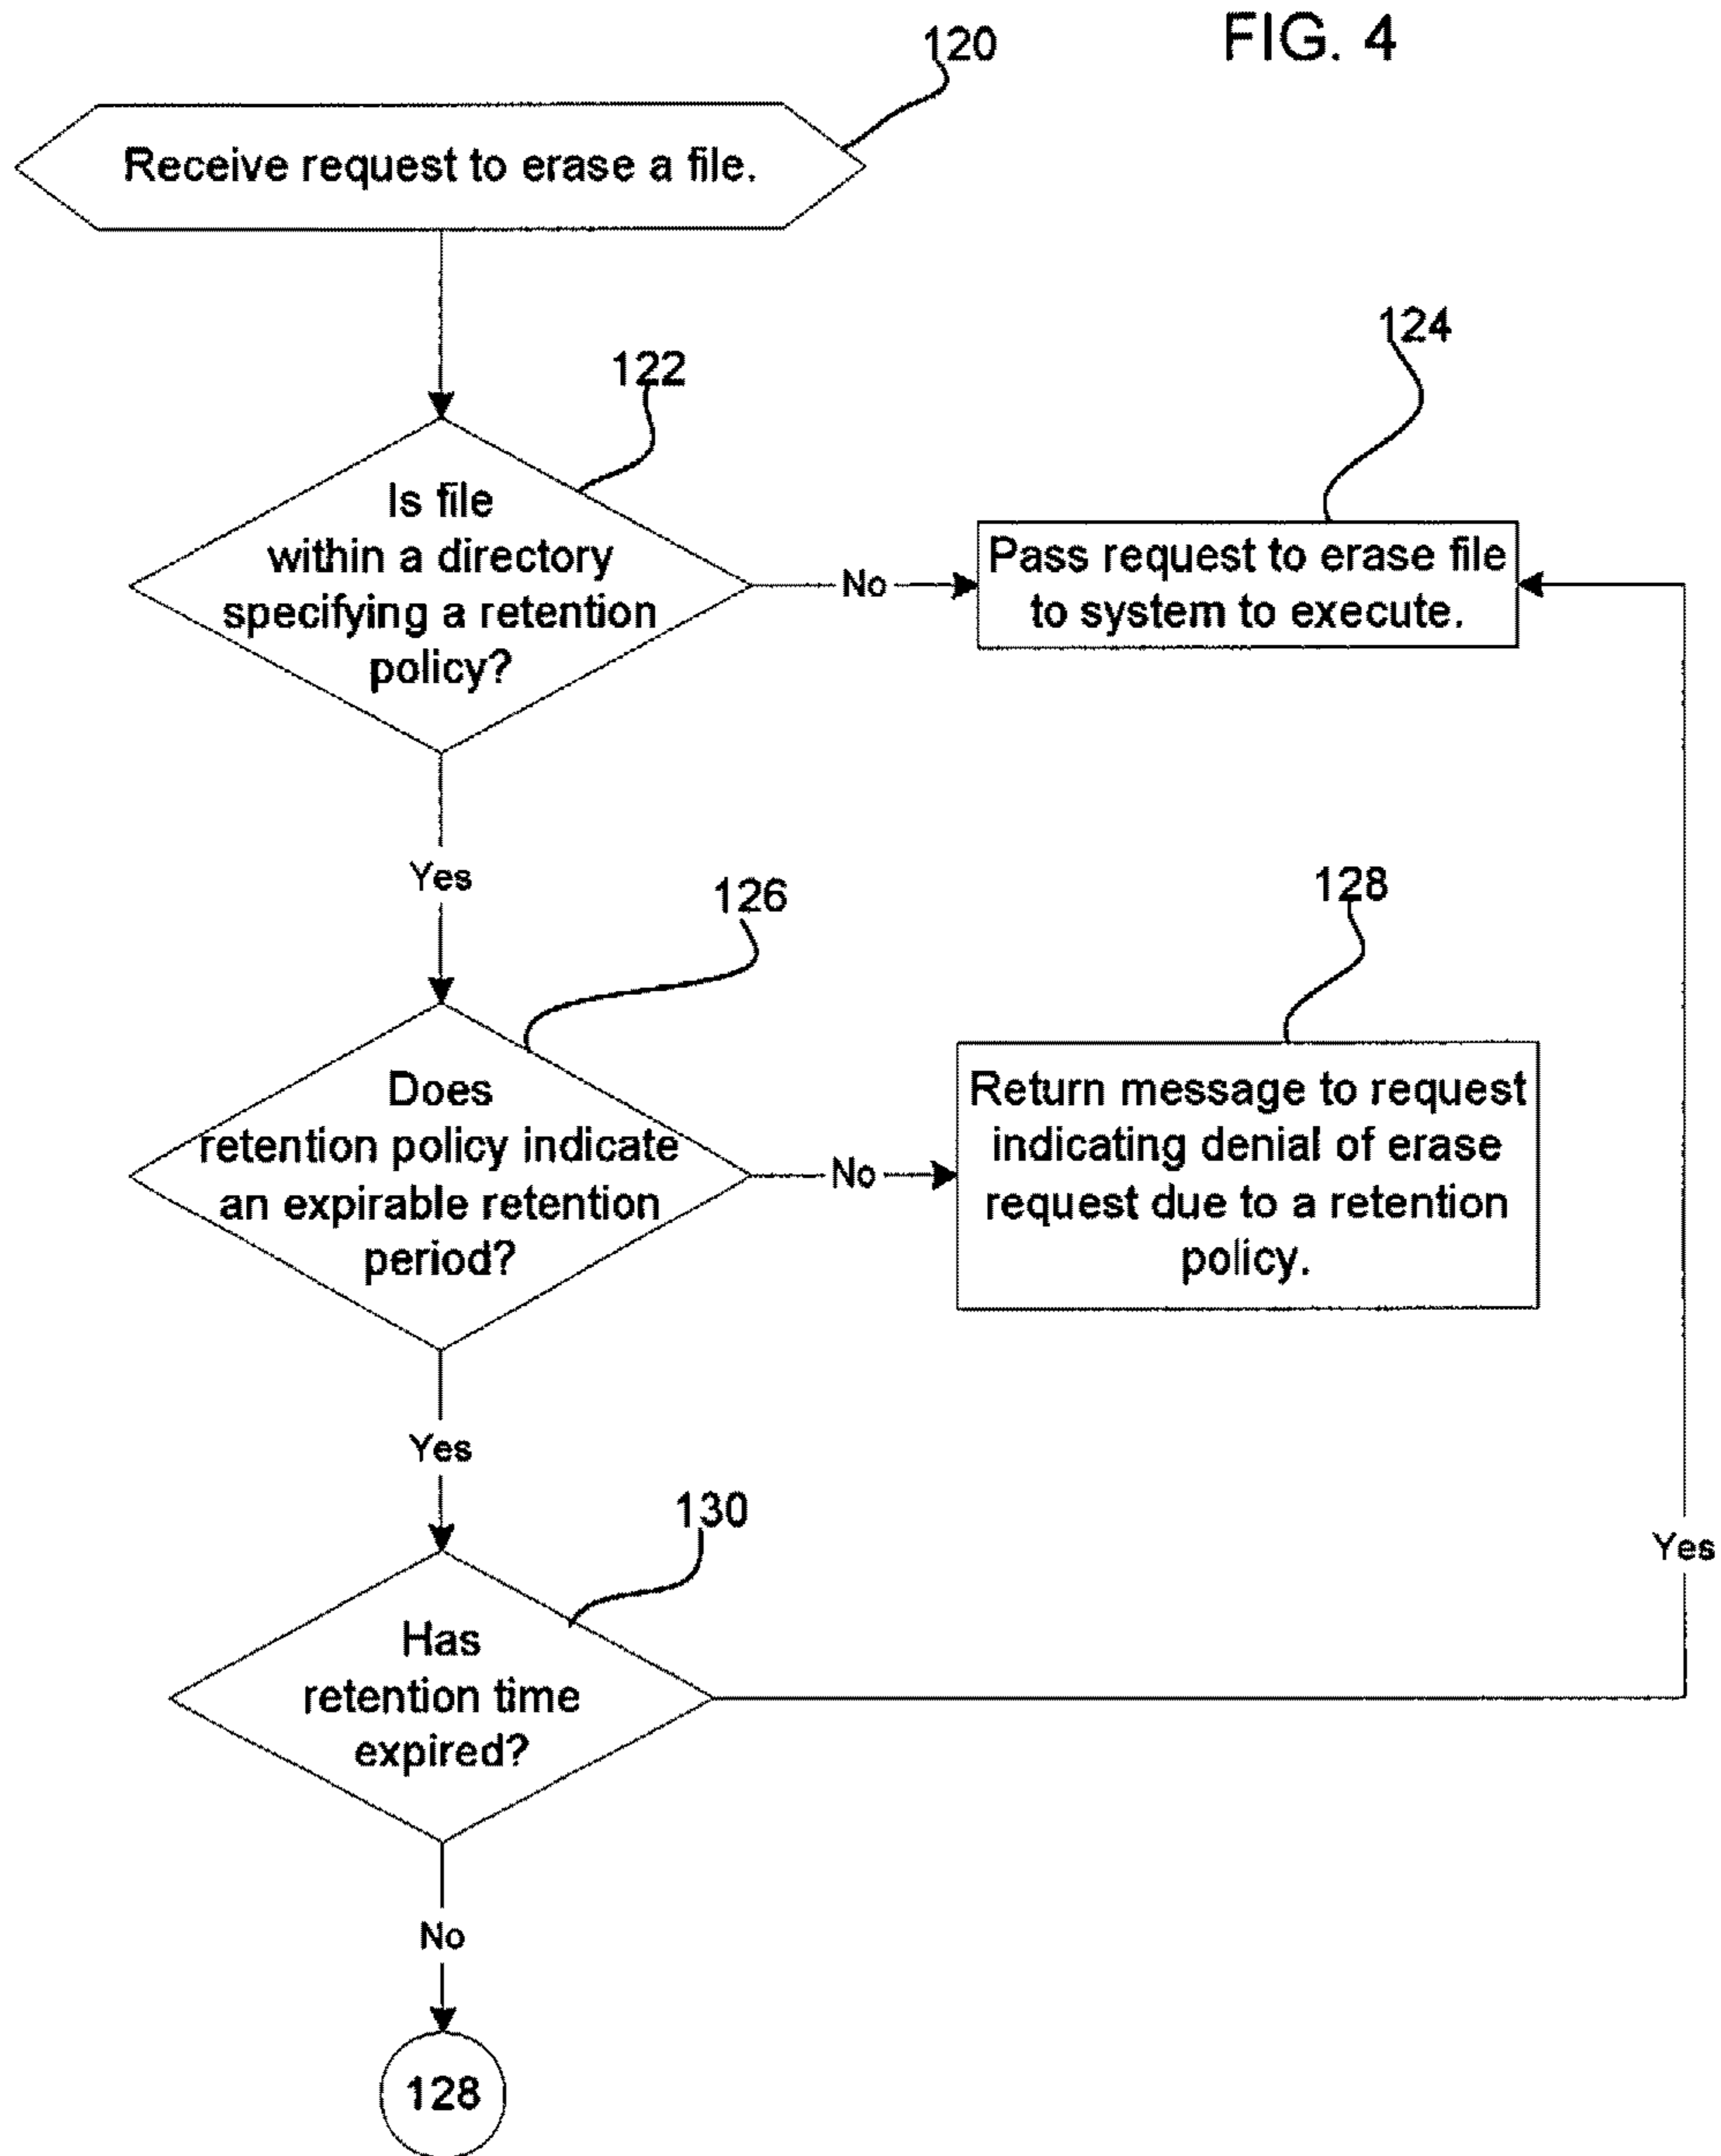 FIG. 4
120
Receive request to erase a file.
122
124
Is file
within a directory
specifying a retention
policy?
No
Pass request to erase file
to system to execute.
Yes
126
128
Does
retention policy indicate
an expirable retention
period?
No
Return message to request
indicating denial of erase
request due to a retention
policy.
Yes
130
Has
retention time
expired?
Yes
No
128